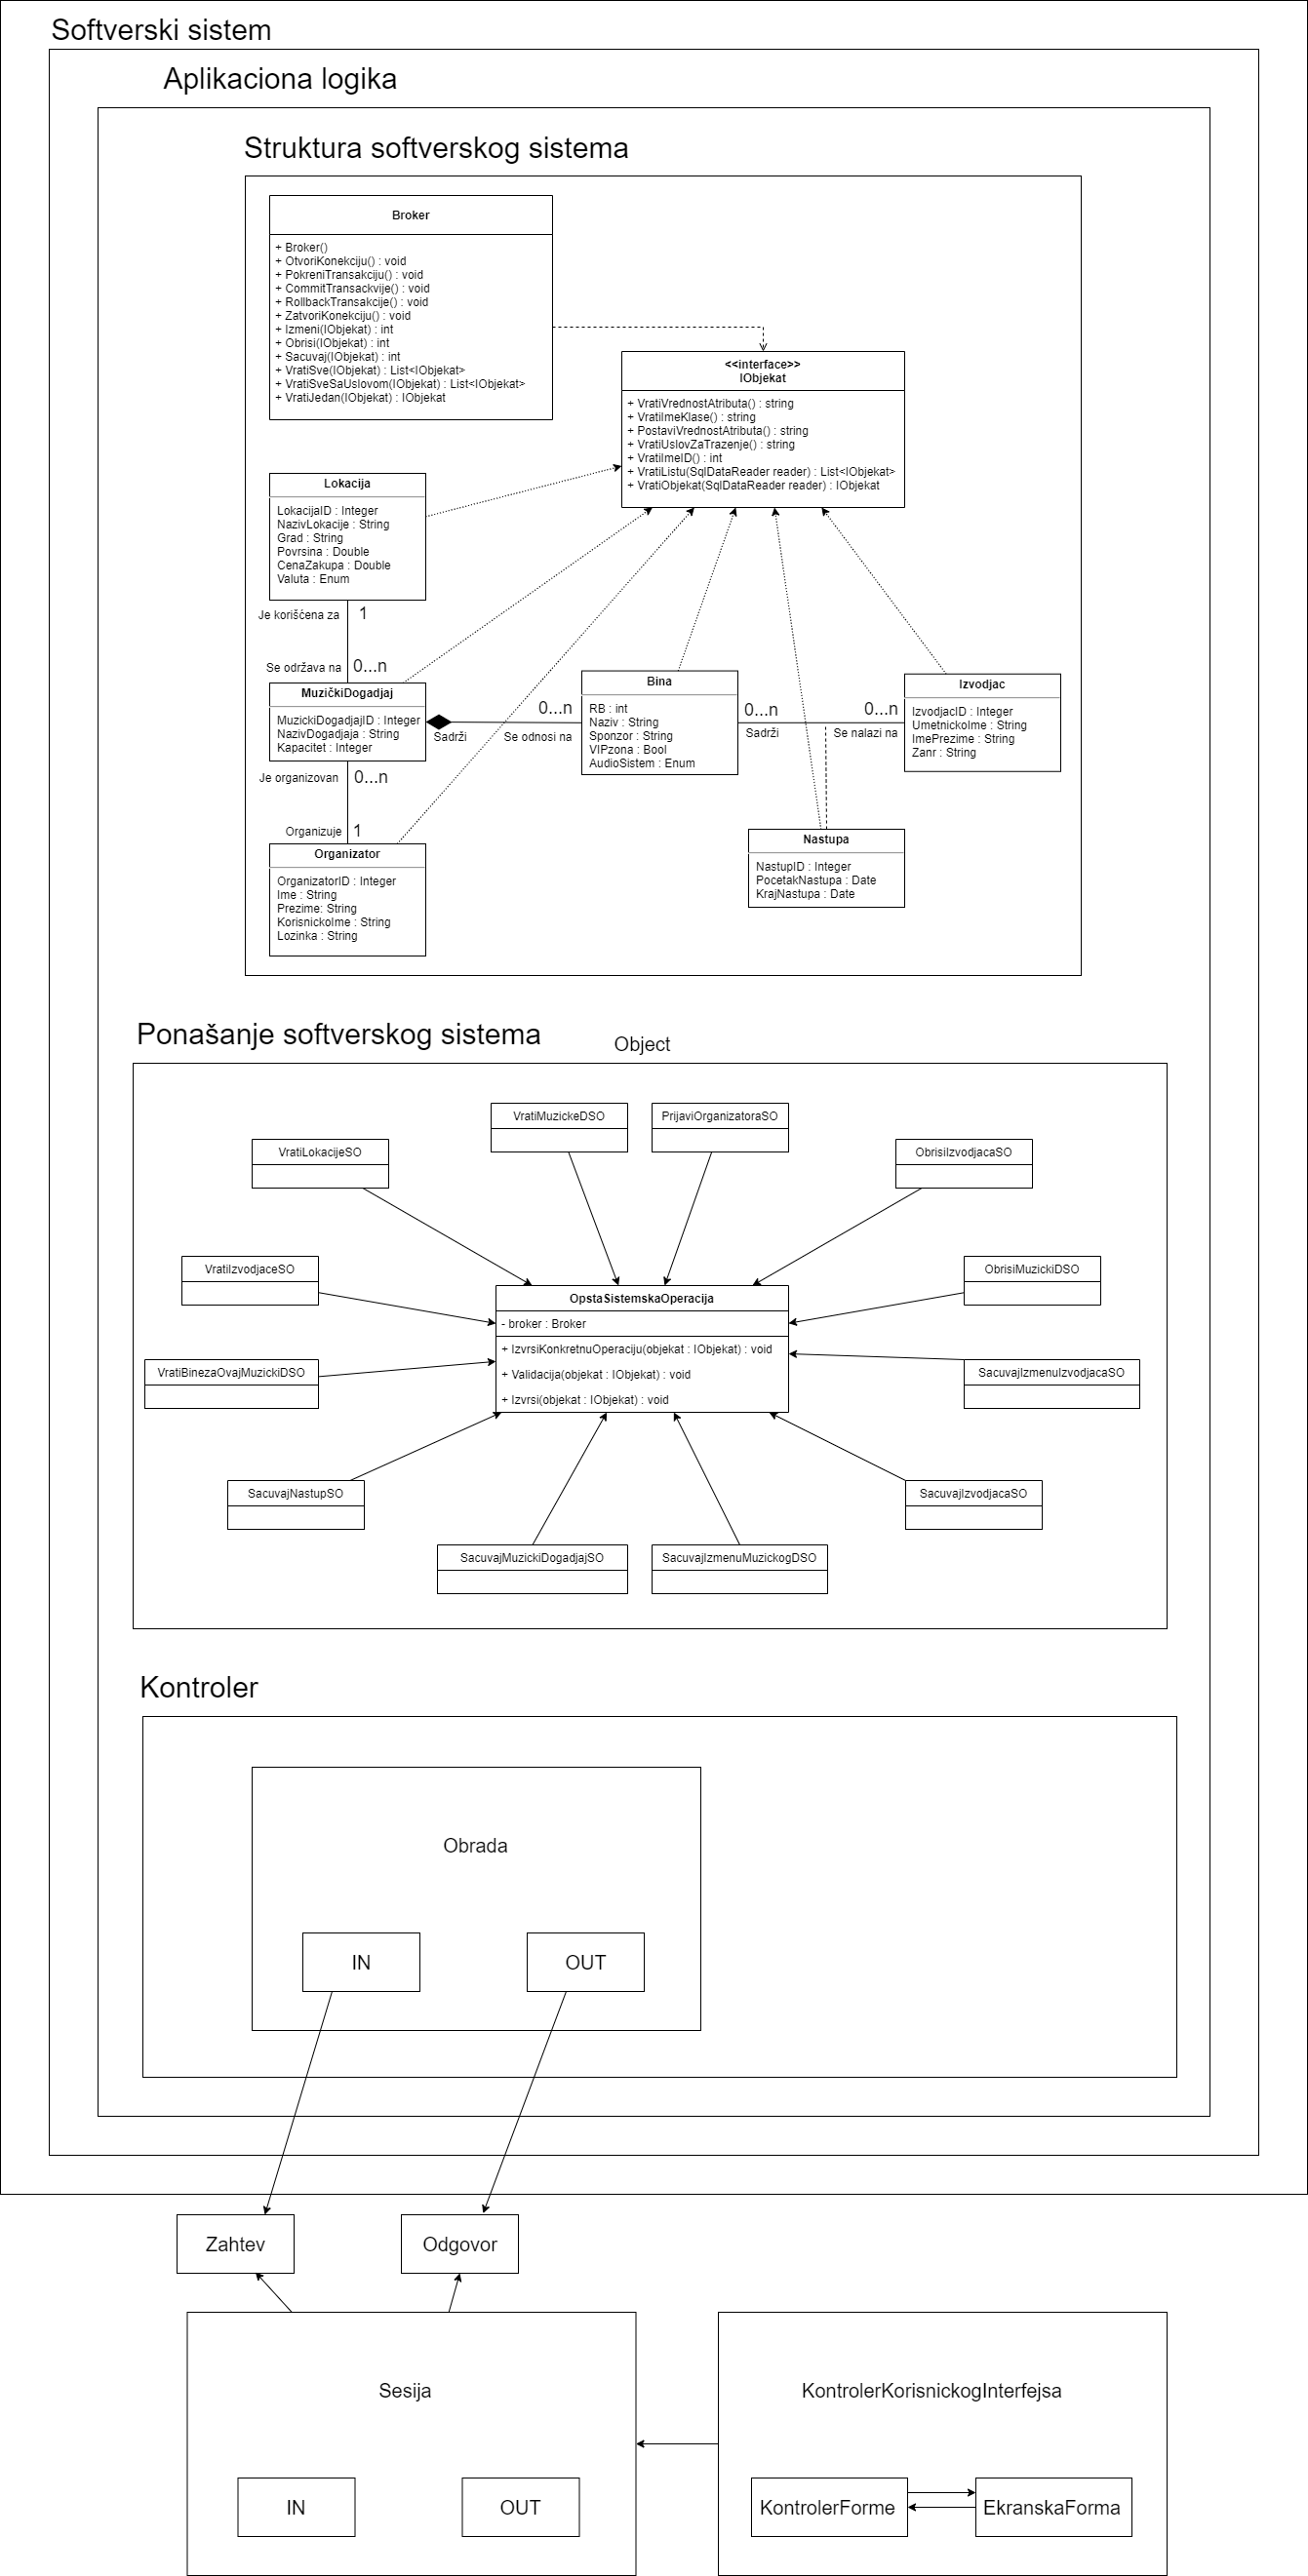 Softverski sistem
Aplikaciona logika
Struktura softverskog sistema
Broker
+ Broker()
+ OtvoriKonekciju() : void
+ PokreniTransakciju() : void
+ CommitTransackvije() : void
+ RollbackTransakcije() : void
+ ZatvoriKonekciju() : void
+ Izmeni(IObjekat) : int
+ Obrisi(IObjekat) : int
+ Sacuvaj(IObjekat) : int
+ VratiSve(IObjekat) : List<IObjekat>
+ VratiSveSaUslovom(IObjekat) : List<IObjekat>
+ VratiJedan(IObjekat) : IObjekat
<<interface>>
IObjekat
+ VratiVrednostAtributa() : string
+ VratiImeKlase() : string
+ PostaviVrednostAtributa() : string
+ VratiUslovZaTrazenje() : string
+ VratiImeID() : int
+ VratiListu(SqlDataReader reader) : List<IObjekat>
+ VratiObjekat(SqlDataReader reader) : IObjekat
Lokacija
LokacijaID : Integer
NazivLokacije : String
Grad : String
Povrsina : Double
CenaZakupa : Double
Valuta : Enum
Je korišćena za
1
Se održava na
0...n
MuzičkiDogadjaj
MuzickiDogadjajID : Integer
NazivDogadjaja : String
Kapacitet : Integer
Sadrži
0...n
Se odnosi na
Bina
RB : int
Naziv : String
Sponzor : String
VIPzona : Bool
AudioSistem : Enum
0...n
Sadrži
0...n
Se nalazi na
Izvodjac
IzvodjacID : Integer
UmetnickoIme : String
ImePrezime : String
Zanr : String
Je organizovan
0...n
Organizuje
1
Organizator
OrganizatorID : Integer
Ime : String
Prezime: String
KorisnickoIme : String
Lozinka : String
Nastupa
NastupID : Integer
PocetakNastupa : Date
KrajNastupa : Date
Ponašanje softverskog sistema
Object
VratiMuzickeDSO
PrijaviOrganizatoraSO
VratiLokacijeSO
ObrisiIzvodjacaSO
VratiIzvodjaceSO
ObrisiMuzickiDSO
OpstaSistemskaOperacija
- broker : Broker
+ IzvrsiKonkretnuOperaciju(objekat : IObjekat) : void
+ Validacija(objekat : IObjekat) : void
+ Izvrsi(objekat : IObjekat) : void
VratiBinezaOvajMuzickiDSO
SacuvajIzmenuIzvodjacaSO
SacuvajNastupSO
SacuvajIzvodjacaSO
SacuvajMuzickiDogadjajSO
SacuvajIzmenuMuzickogDSO
Kontroler
Obrada
IN
OUT
Zahtev
Odgovor
Sesija
IN
OUT
KontrolerKorisnickogInterfejsa
KontrolerForme
EkranskaForma